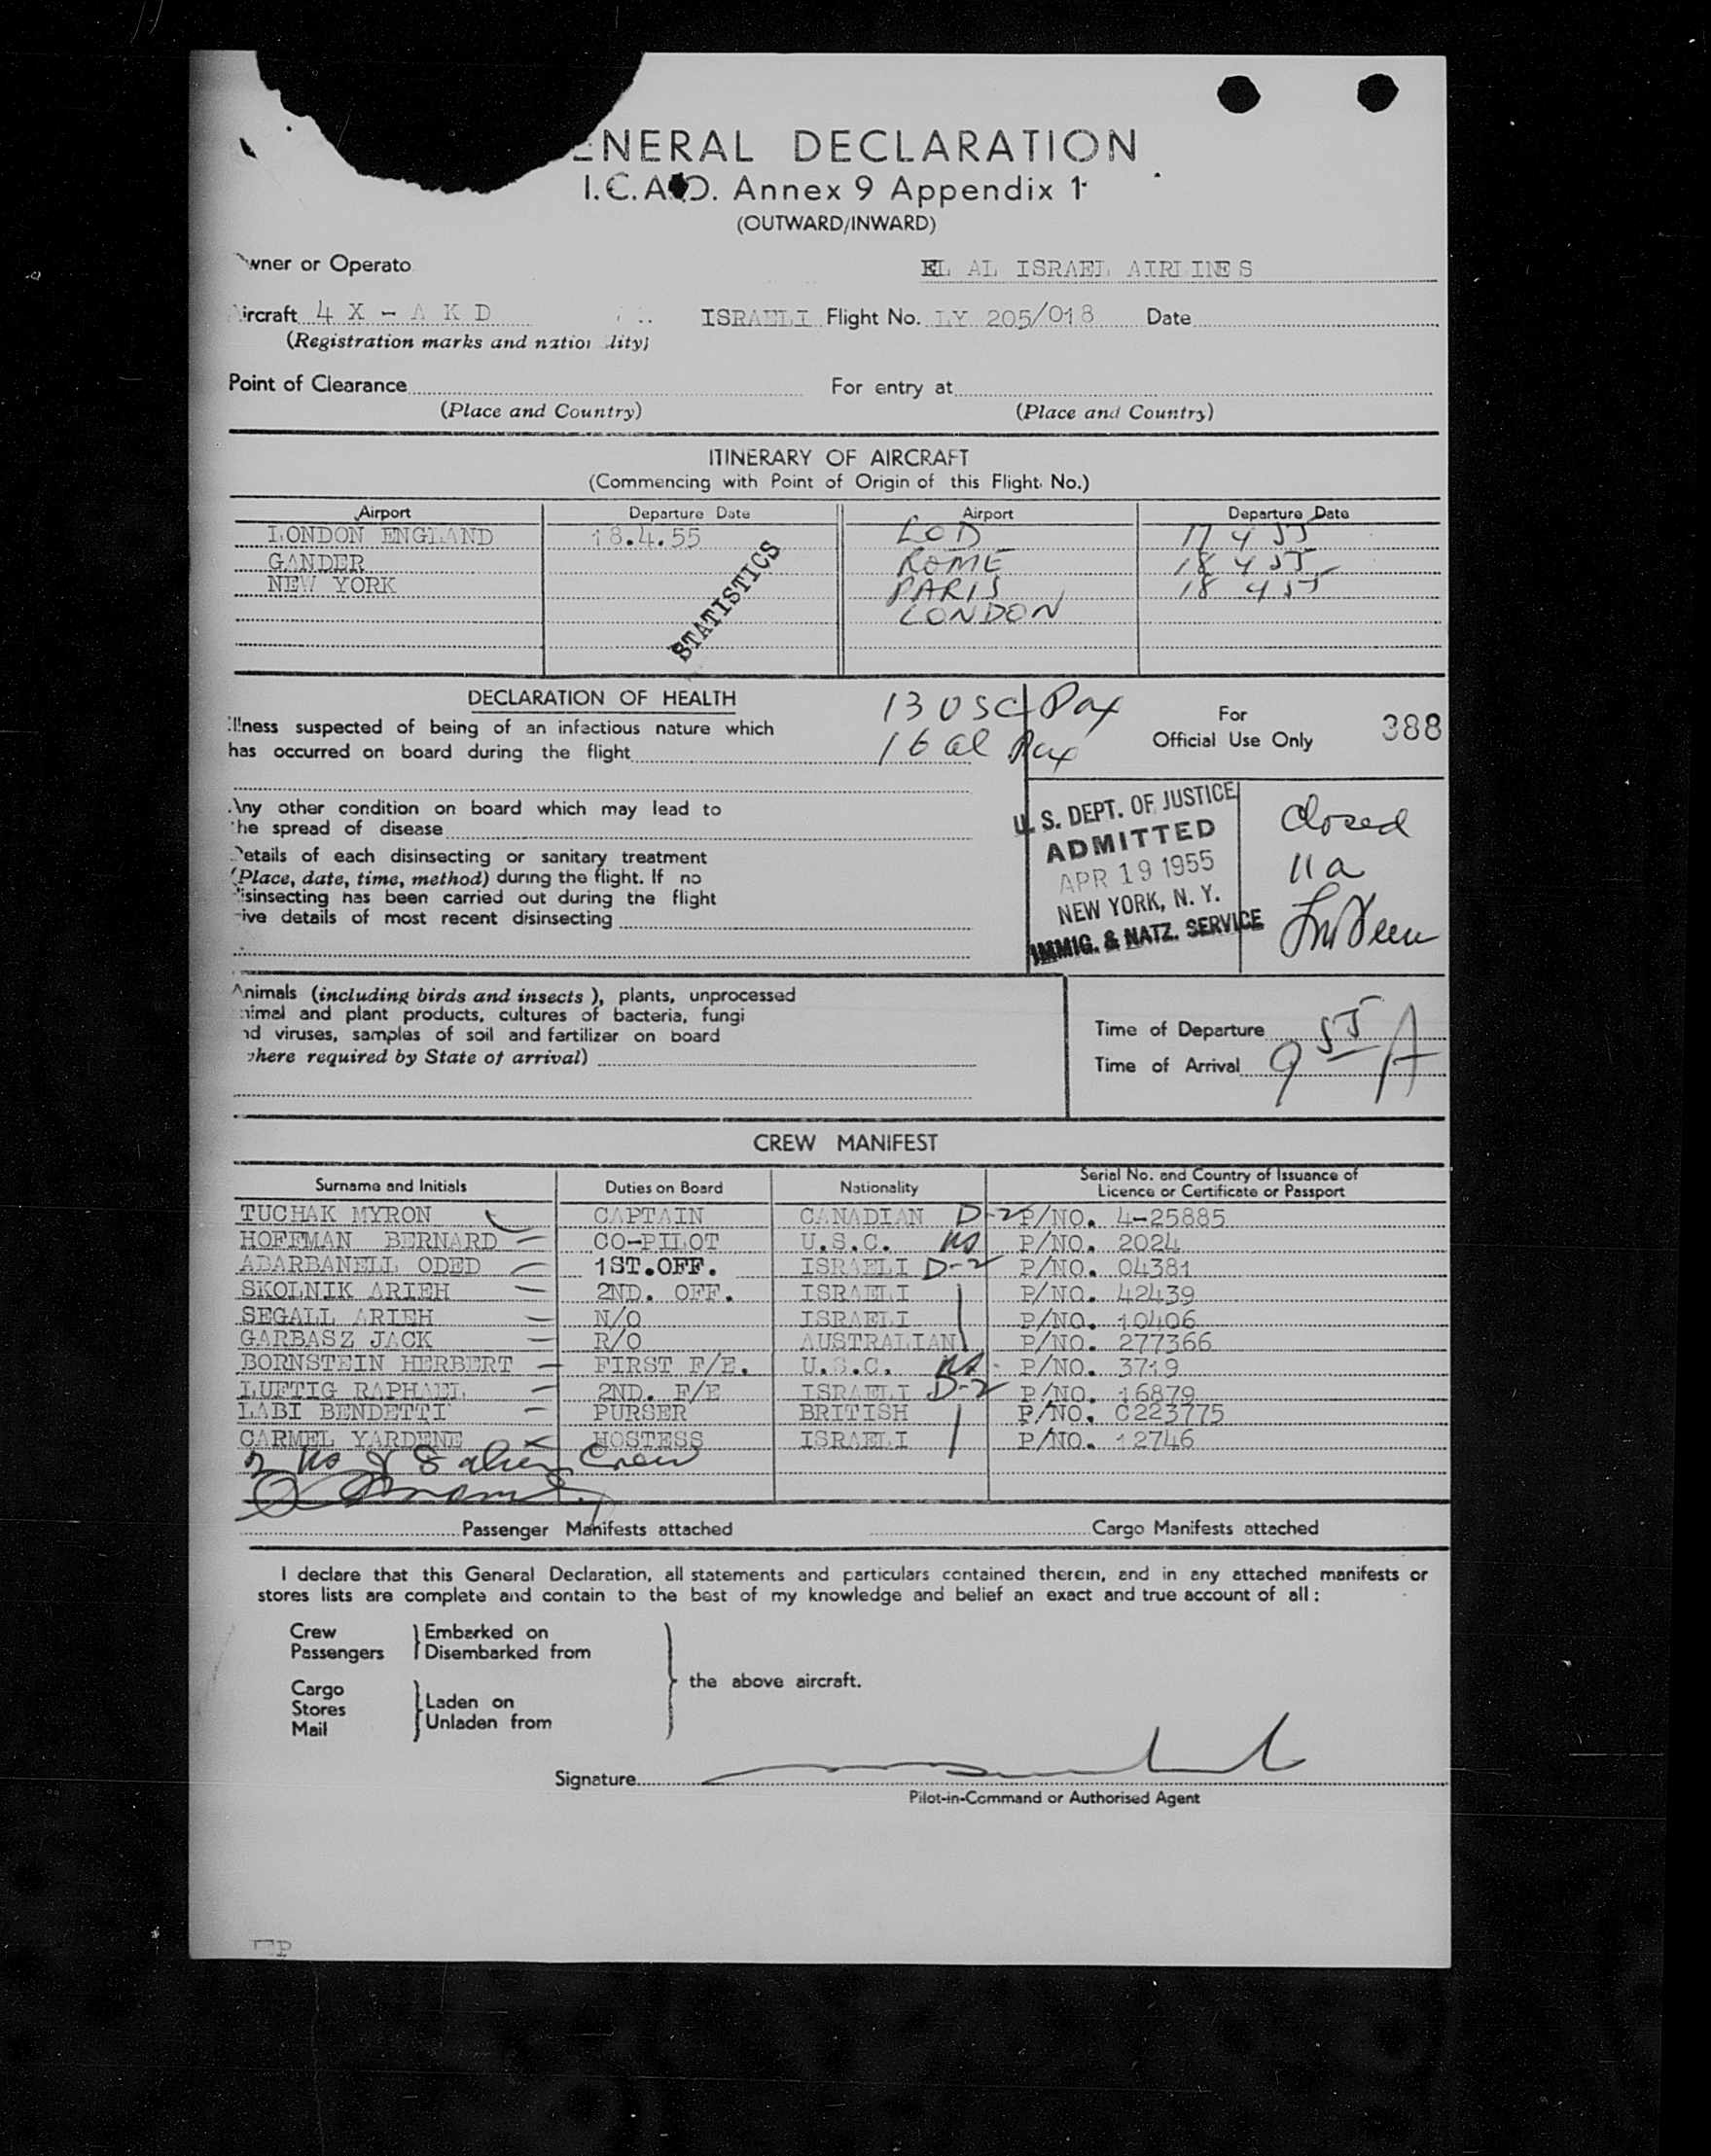 ENERAL DECLARATION
I.C.A.O. Annex 9 Appendix 1
(OUTWARD/INWARD)
wner or Operato EL AL ISRAEL AIRLINES
ircraft 4 X - A K D ISRAELI Flight No. LY 205/018 Date
(Registration marks and natio lity)
Point of Clearance For entry at
(Place and Country) (Place and Country)
ITINERARY OF AIRCRAFT
(Commencing with Point of Origin of this Flight No.)
Airport Departure Date Airport Departure Date
LONDON ENGLAND 18.4.55 LOD 17 4 55
GANDER ROME 18 4 55
NEW YORK PARIS 18 4 55
LONDON
STATISTICS
DECLARATION OF HEALTH 13 USC Pax For
llness suspected of being of an infectious nature which Official Use Only 388
has occurred on board during the flight 16 al Pax
Any other condition on board which may lead to
he spread of disease
Details of each disinsecting or sanitary treatment
(Place, date, time, method) during the flight. If no
isinsecting has been carried out during the flight
ive details of most recent disinsecting
U. S. DEPT. OF JUSTICE
ADMITTED
APR 19 1955
NEW YORK, N. Y.
IMMIG. & NATZ. SERVICE
closed
11 a
Animals (including birds and insects), plants, unprocessed
nimal and plant products, cultures of bacteria, fungi
nd viruses, samples of soil and fertilizer on board
where required by State of arrival)
Time of Departure
Time of Arrival 9 55 A
CREW MANIFEST
Surname and Initials Duties on Board Nationality Serial No. and Country of Issuance of Licence or Certificate or Passport
TUCHAK MYRON CAPTAIN CANADIAN D-2 P/NO. 4-25885
HOFFMAN BERNARD CO-PILOT U.S.C. US P/NO. 2024
ABARBANELL ODED 1ST.OFF. ISRAELI D-2 P/NO. 04381
SKOLNIK ARIEH 2ND. OFF. ISRAELI P/NO. 42439
SEGALL ARIEH N/O ISRAELI P/NO. 10406
GARBASZ JACK R/O AUSTRALIAN P/NO. 277366
BORNSTEIN HERBERT FIRST F/E. U.S.C. US P/NO. 3719
LUFTIG RAPHAEL 2ND. F/E ISRAELI D-2 P/NO. 16879
LABI BENDETTI PURSER BRITISH P/NO. C223775
CARMEL YARDENE HOSTESS ISRAELI P/NO. 12746
2 US & 8 alien Crew
Passenger Manifests attached Cargo Manifests attached
I declare that this General Declaration, all statements and particulars contained therein, and in any attached manifests or
stores lists are complete and contain to the best of my knowledge and belief an exact and true account of all :
Crew Embarked on
Passengers Disembarked from
the above aircraft.
Cargo
Stores Laden on
Mail Unladen from
Signature
Pilot-in-Command or Authorised Agent